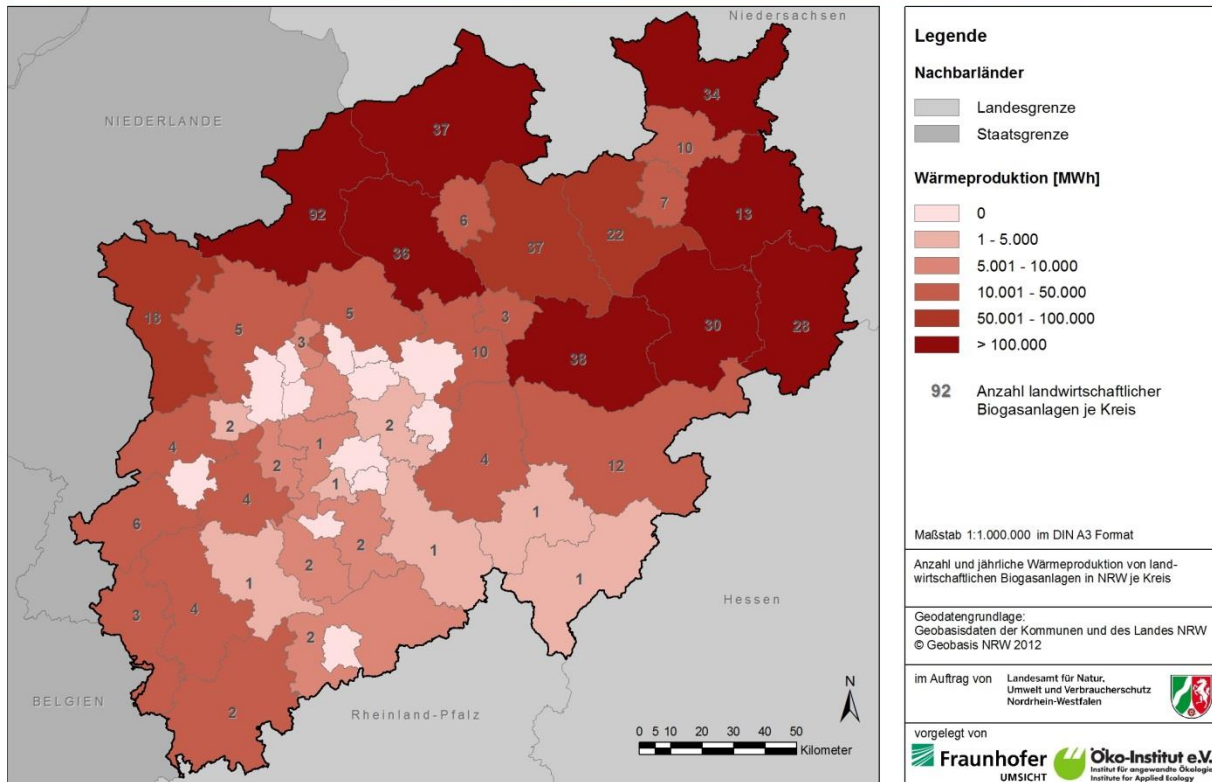 Niedersachsen
NIEDERLANDE
34
37
10
92
7
13
6
36
37
22
18
5
5
3
30
28
3
10
38
2
2
4
1
4
12
2
4
1
1
6
2
2
1
1
1
3
4
2
Hessen
BELGIEN
2
Rheinland-Pfalz
N
0 5 10 20 30 40 50
Kilometer
Legende
Nachbarländer
Landesgrenze
Staatsgrenze
Wärmeproduktion [MWh]
0
1 - 5.000
5.001 - 10.000
10.001 - 50.000
50.001 - 100.000
> 100.000
92 Anzahl landwirtschaftlicher
Biogasanlagen je Kreis
Maßstab 1:1.000.000 im DIN A3 Format
Anzahl und jährliche Wärmeproduktion von land-
wirtschaftlichen Biogasanlagen in NRW je Kreis
Geodatengrundlage:
Geobasisdaten der Kommunen und des Landes NRW
© Geobasis NRW 2012
im Auftrag von
Landesamt für Natur,
Umwelt und Verbraucherschutz
Nordrhein-Westfalen
vorgelegt von
Fraunhofer
UMSICHT
Öko-Institut e.V.
Institut für angewandte Ökologie
Institute for Applied Ecology